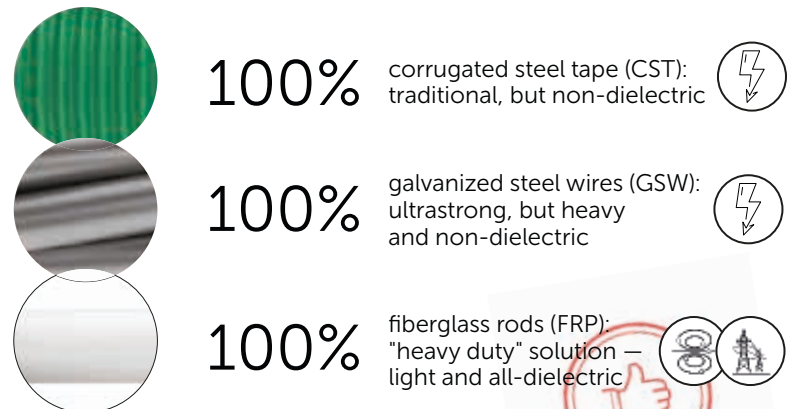 100%
corrugated steel tape (CST):
traditional, but non-dielectric
100%
galvanized steel wires (GSW):
ultrastrong, but heavy
and non-dielectric
100%
fiberglass rods (FRP):
"heavy duty" solution —
light and all-dielectric